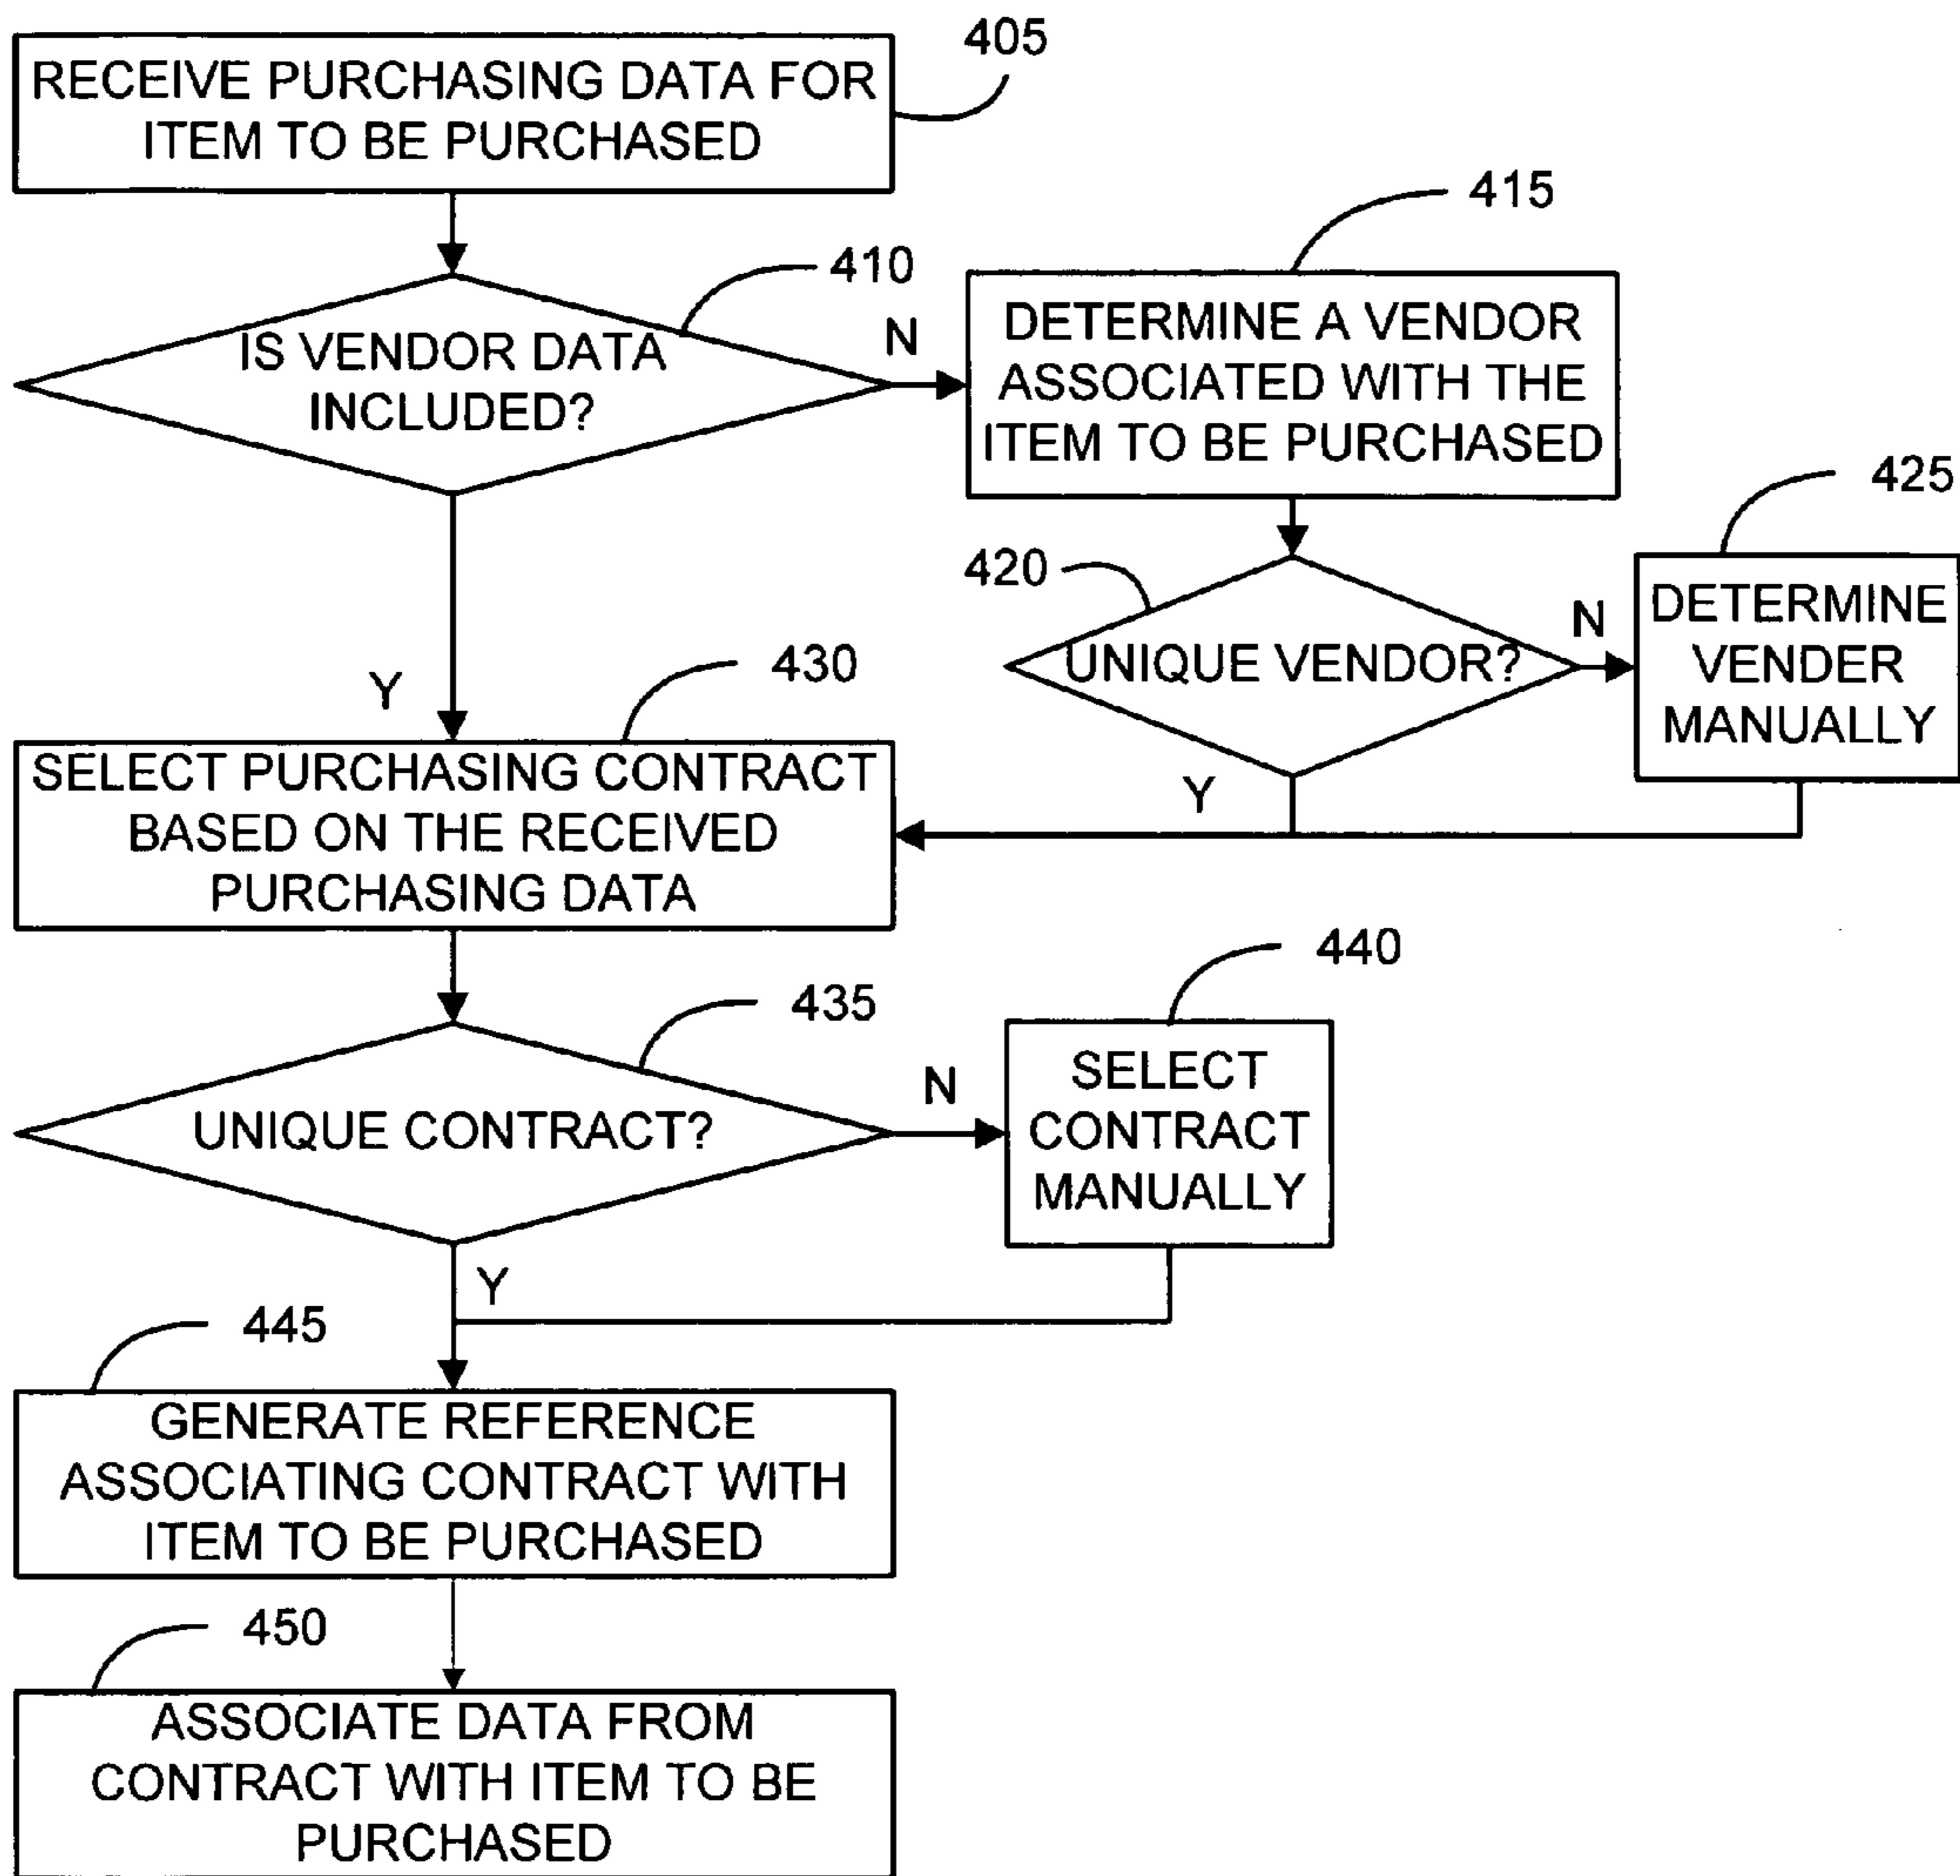 405
RECEIVE PURCHASING DATA FOR
ITEM TO BE PURCHASED
415
410
IS VENDOR DATA
INCLUDED?
N
DETERMINE A VENDOR
ASSOCIATED WITH THE
ITEM TO BE PURCHASED
425
420
UNIQUE VENDOR?
N
DETERMINE
VENDER
MANUALLY
Y
430
Y
SELECT PURCHASING CONTRACT
BASED ON THE RECEIVED
PURCHASING DATA
440
435
UNIQUE CONTRACT?
N
SELECT
CONTRACT
MANUALLY
Y
445
GENERATE REFERENCE
ASSOCIATING CONTRACT WITH
ITEM TO BE PURCHASED
450
ASSOCIATE DATA FROM
CONTRACT WITH ITEM TO BE
PURCHASED